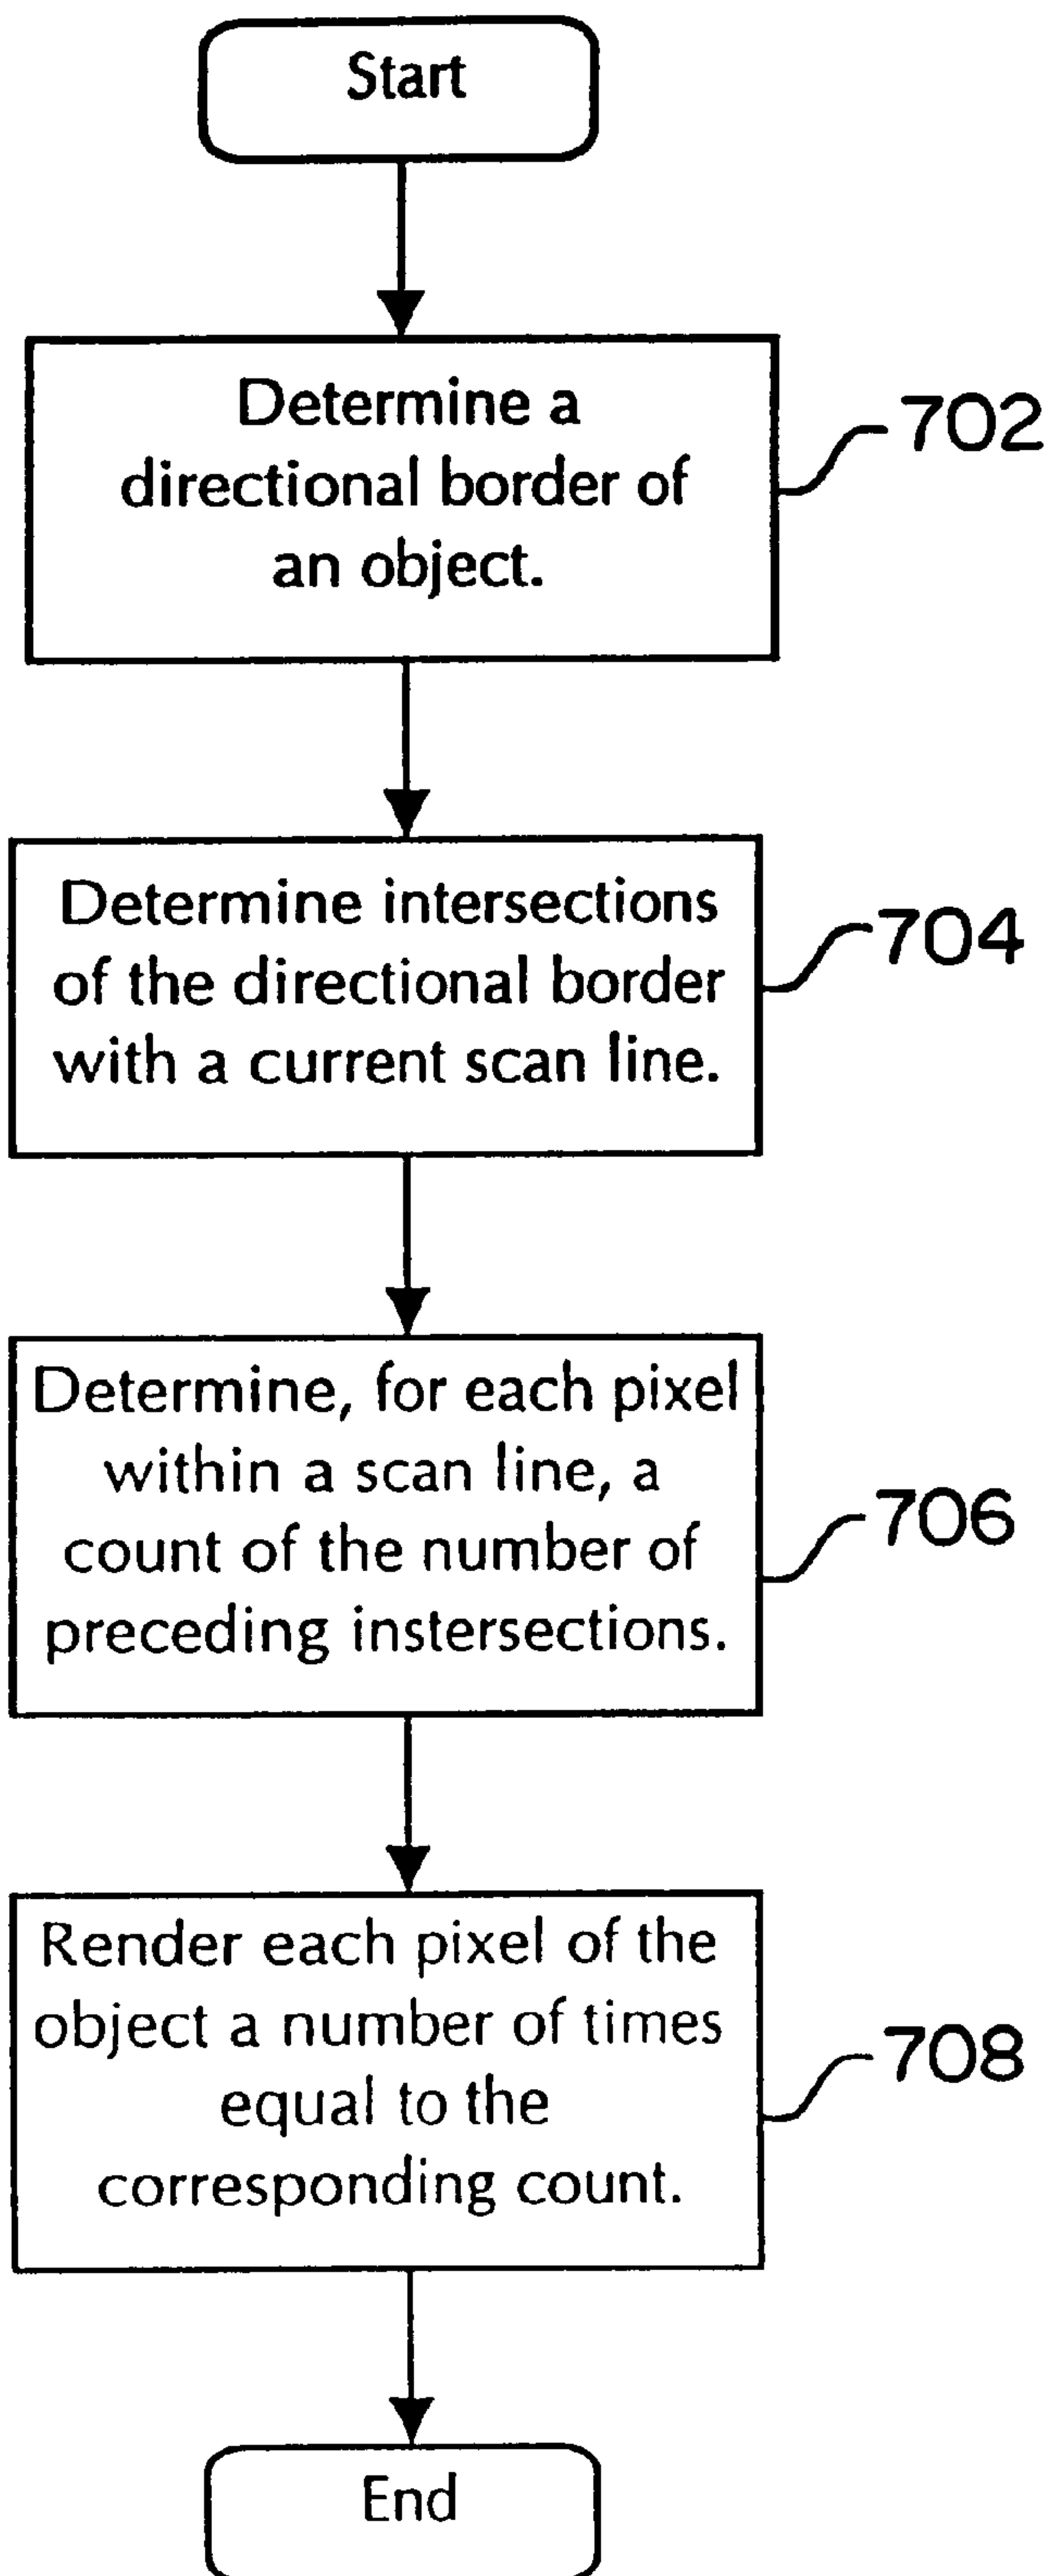 Start
Determine a
directional border of
an object.
702
Determine intersections
of the directional border
with a current scan line.
704
Determine, for each pixel
within a scan line, a
count of the number of
preceding instersections.
706
Render each pixel of the
object a number of times
equal to the
corresponding count.
708
End